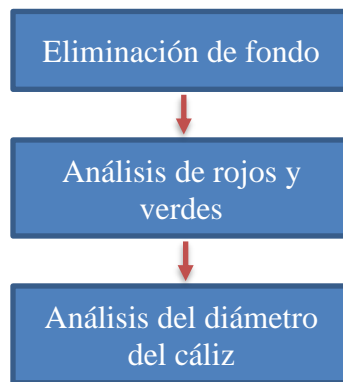 Eliminación de fondo
Análisis de rojos y
verdes
Análisis del diámetro
del cáliz